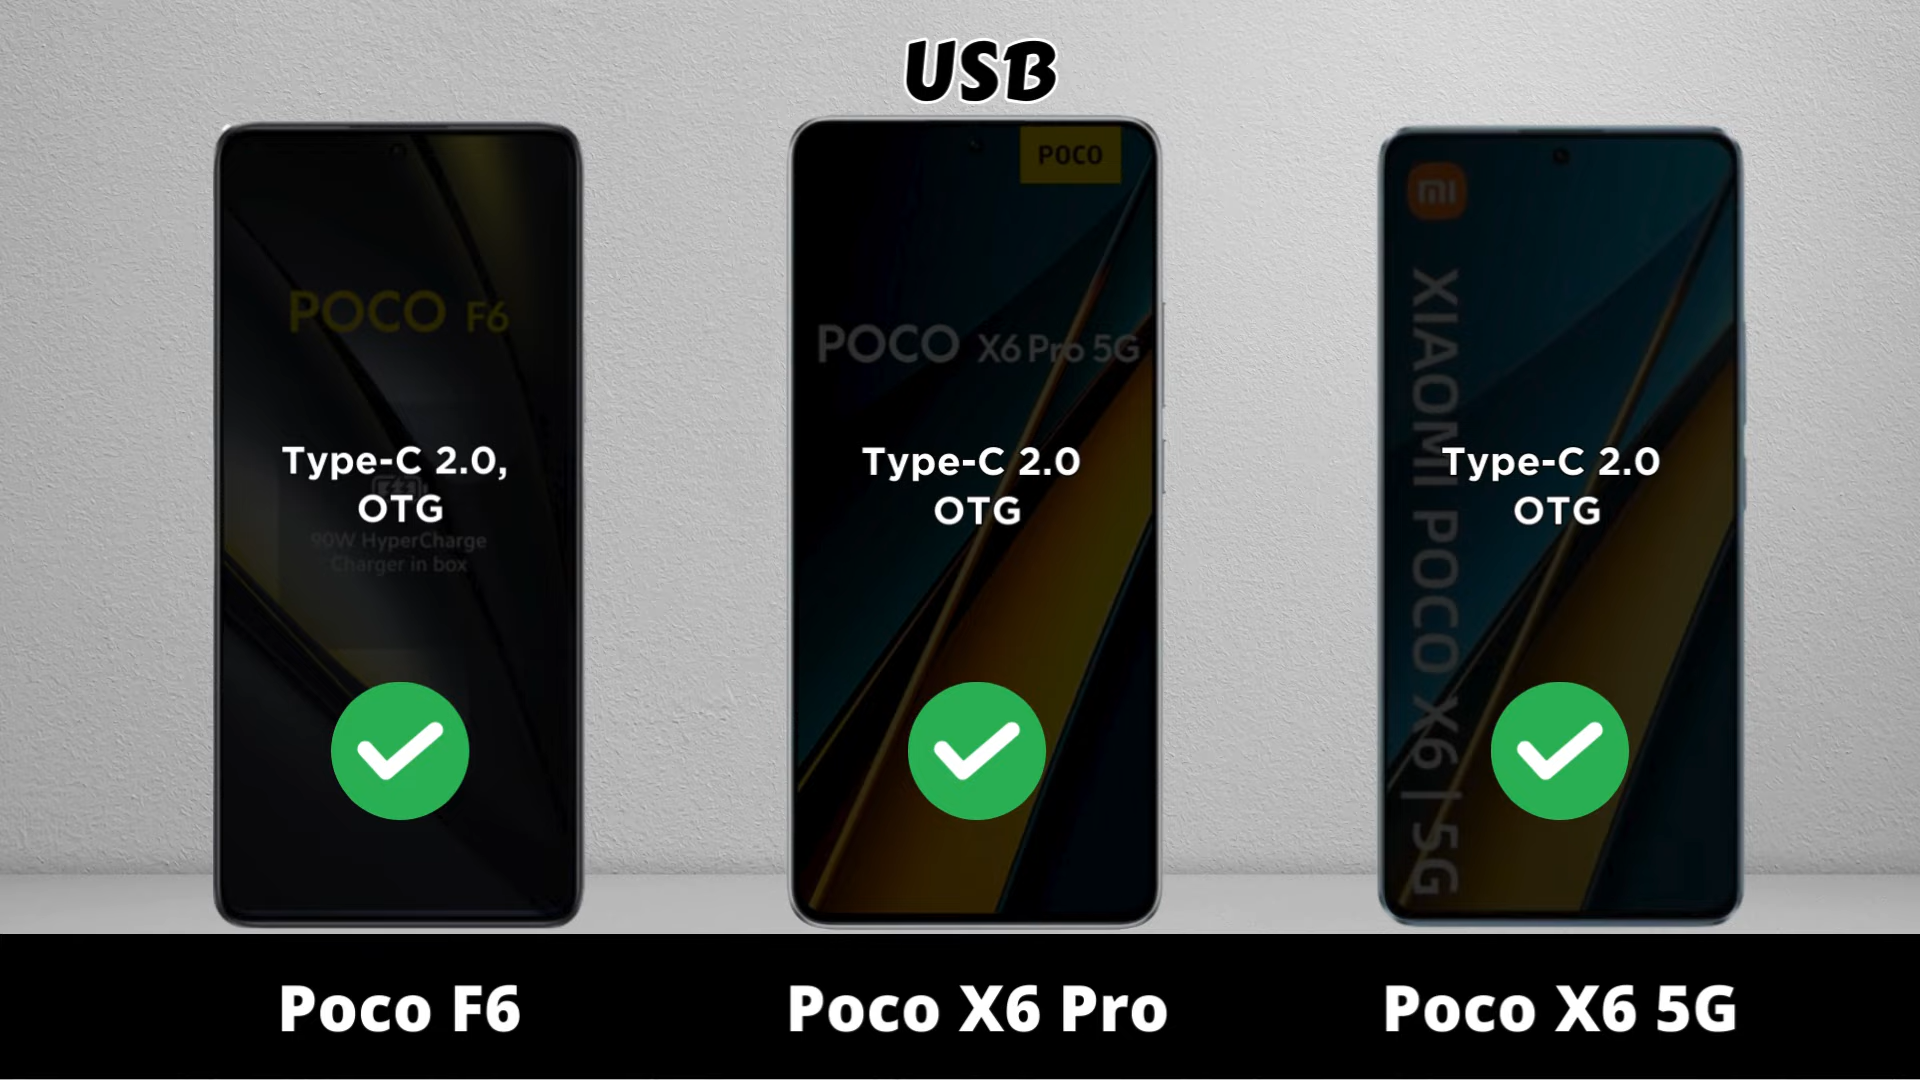 USB
POCO F6
Type-C 2.0,
OTG
90W HyperCharge
Charger in box
Poco F6
POCO
POCO X6 Pro 5G
Type-C 2.0
OTG
Poco X6 Pro
mi
XIAOMI POCO X6 | 5G
Type-C 2.0
OTG
Poco X6 5G